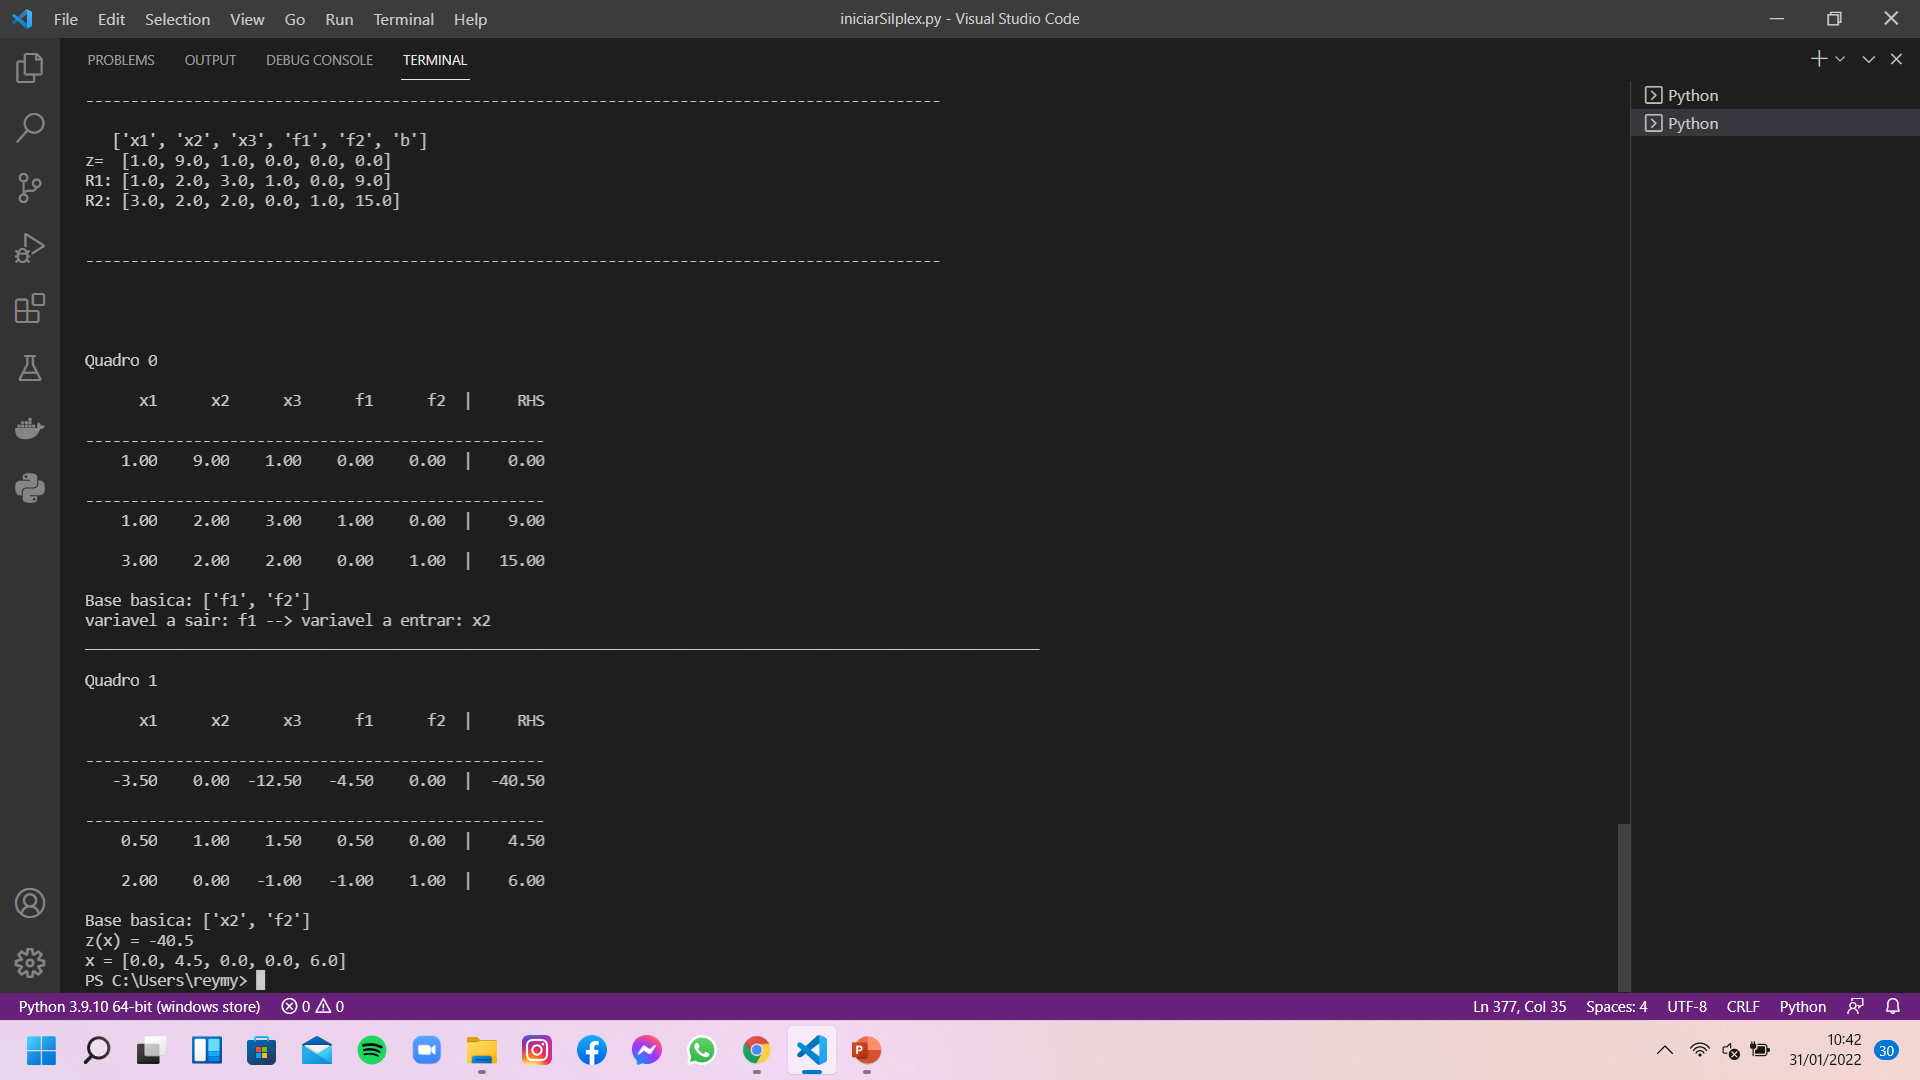 File Edit Selection View Go Run Terminal Help
iniciarSilplex.py - Visual Studio Code
PROBLEMS OUTPUT DEBUG CONSOLE TERMINAL
Python
Python
-----------------------------------------------------------------------------------------------
['x1', 'x2', 'x3', 'f1', 'f2', 'b']
z= [1.0, 9.0, 1.0, 0.0, 0.0, 0.0]
R1: [1.0, 2.0, 3.0, 1.0, 0.0, 9.0]
R2: [3.0, 2.0, 2.0, 0.0, 1.0, 15.0]
-----------------------------------------------------------------------------------------------
Quadro 0
x1 x2 x3 f1 f2 | RHS
---------------------------------------------------
1.00 9.00 1.00 0.00 0.00 | 0.00
---------------------------------------------------
1.00 2.00 3.00 1.00 0.00 | 9.00
3.00 2.00 2.00 0.00 1.00 | 15.00
Base basica: ['f1', 'f2']
variavel a sair: f1 --> variavel a entrar: x2
Quadro 1
x1 x2 x3 f1 f2 | RHS
---------------------------------------------------
-3.50 0.00 -12.50 -4.50 0.00 | -40.50
---------------------------------------------------
0.50 1.00 1.50 0.50 0.00 | 4.50
2.00 0.00 -1.00 -1.00 1.00 | 6.00
Base basica: ['x2', 'f2']
z(x) = -40.5
x = [0.0, 4.5, 0.0, 0.0, 6.0]
PS C:\Users\reymy>
Python 3.9.10 64-bit (windows store) 0 0
Ln 377, Col 35 Spaces: 4 UTF-8 CRLF Python
10:42
31/01/2022
30